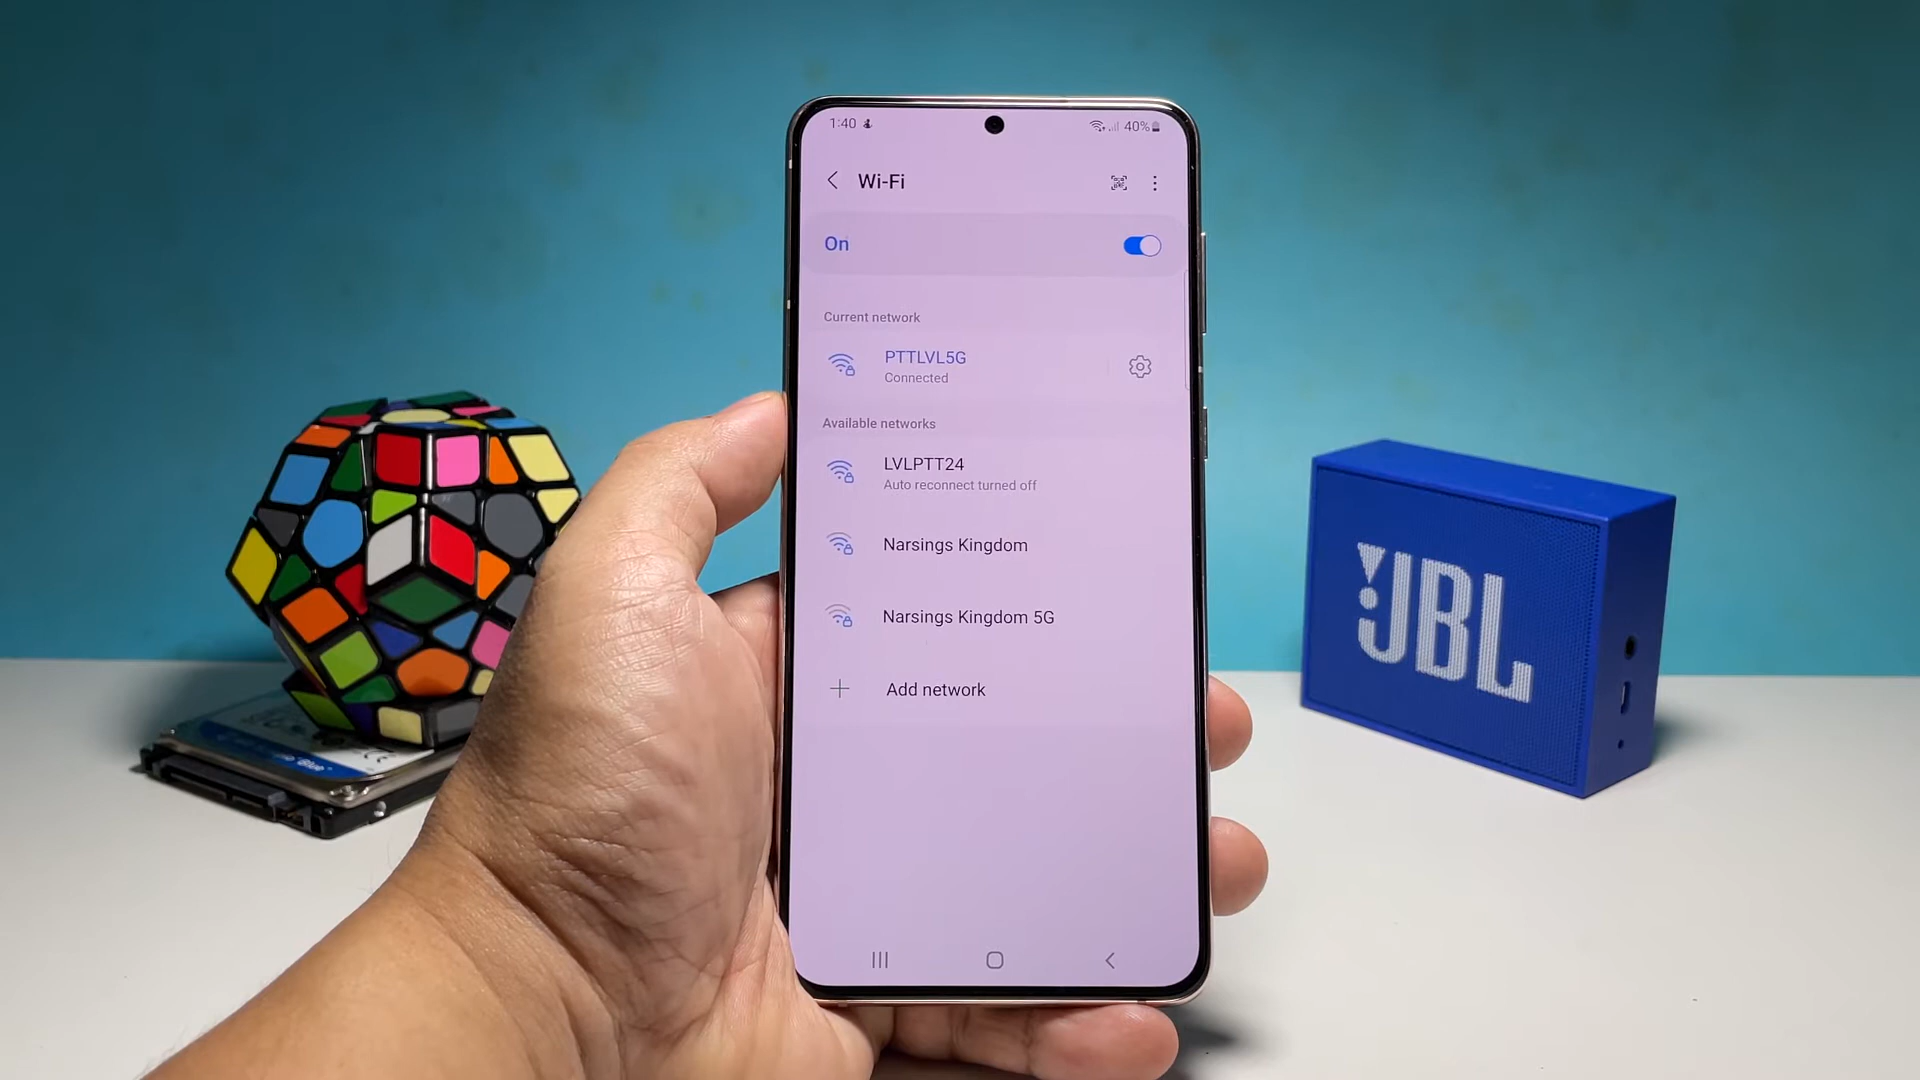 1:40
40%
Wi-Fi
On
Current network
PTTLVL5G
Connected
Available networks
LVLPTT24
Auto reconnect turned off
Narsings Kingdom
Narsings Kingdom 5G
Add network
JBL
Blue